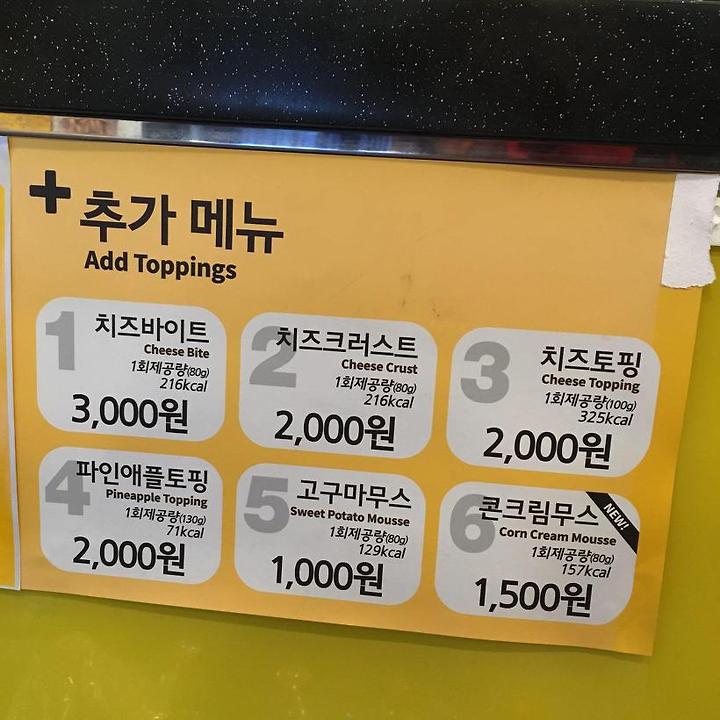 + 추가 메뉴
Add Toppings
1
치즈바이트
Cheese Bite
1회제공량(80g)
216kcal
3,000원
2
치즈크러스트
Cheese Crust
1회제공량(80g)
216kcal
2,000원
3
치즈토핑
Cheese Topping
1회제공량(100g)
325kcal
2,000원
4
파인애플토핑
Pineapple Topping
1회제공량(130g)
71kcal
2,000원
5
고구마무스
Sweet Potato Mousse
1회제공량(80g)
129kcal
1,000원
6
콘크림무스
NEW!
Corn Cream Mousse
1회제공량(80g)
157kcal
1,500원